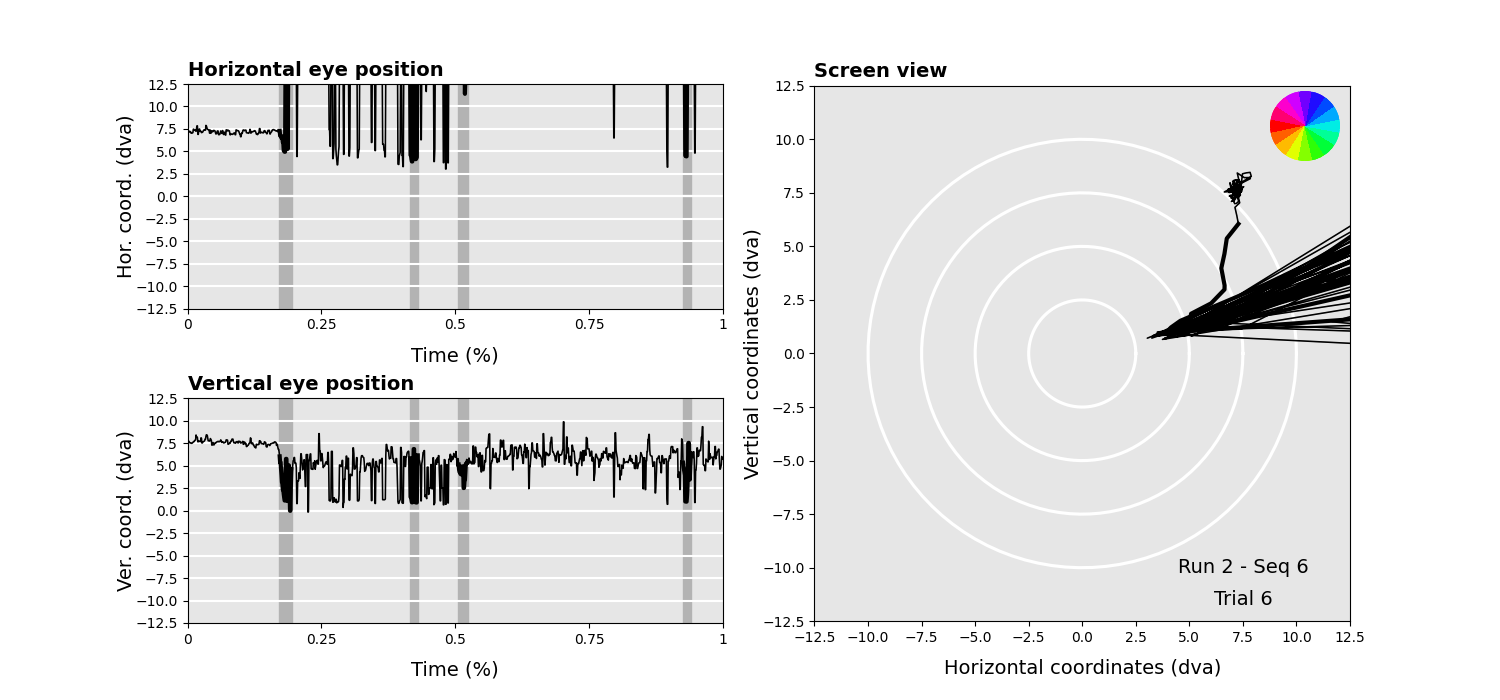 Horizontal eye position
Hor. coord. (dva)
12.5
10.0
7.5
5.0
2.5
0.0
−2.5
−5.0
−7.5
−10.0
−12.5
0 0.25 0.5 0.75 1
Time (%)
Vertical eye position
Ver. coord. (dva)
12.5
10.0
7.5
5.0
2.5
0.0
−2.5
−5.0
−7.5
−10.0
−12.5
0 0.25 0.5 0.75 1
Time (%)
Screen view
Vertical coordinates (dva)
12.5
10.0
7.5
5.0
2.5
0.0
−2.5
−5.0
−7.5
−10.0
−12.5
Run 2 - Seq 6
Trial 6
−12.5 −10.0 −7.5 −5.0 −2.5 0.0 2.5 5.0 7.5 10.0 12.5
Horizontal coordinates (dva)